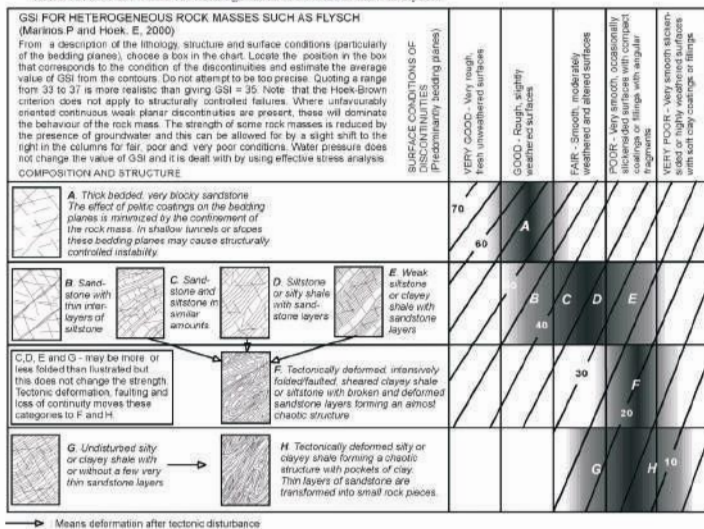 GSI FOR HETEROGENEOUS ROCK MASSES SUCH AS FLYSCH
(Marinos.P and Hoek. E, 2000)
From a description of the lithology, structure and surface conditions (particularly
of the bedding planes), choose a box in the chart. Locate the position in the box
that corresponds to the condition of the discontinuities and estimate the average
value of GSI from the contours. Do not attempt to be too precise. Quoting a range
from 33 to 37 is more realistic than giving GSI = 35. Note that the Hoek-Brown
criterion does not apply to structurally controlled failures. Where unfavourably
oriented continuous weak planar discontinuities are present, these will dominate
the behaviour of the rock mass. The strength of some rock masses is reduced by
the presence of groundwater and this can be allowed for by a slight shift to the
right in the columns for fair, poor and very poor conditions. Water pressure does
not change the value of GSI and it is dealt with by using effective stress analysis.
COMPOSITION AND STRUCTURE
SURFACE CONDITIONS OF
DISCONTINUITIES
(Predominantly bedding planes)
VERY GOOD - Very rough,
fresh unweathered surfaces
GOOD - Rough, slightly
weathered surfaces
FAIR - Smooth, moderately
weathered and altered surfaces
POOR - Very smooth, occasionally
slickensided surfaces with compact
coatings or fillings with angular
fragments
VERY POOR - Very smooth slicken-
sided or highly weathered surfaces
with soft clay coatings or fillings
A. Thick bedded, very blocky sandstone
The effect of pelitic coatings on the bedding
planes is minimized by the confinement of
the rock mass. In shallow tunnels or slopes
these bedding planes may cause structurally
controlled instability.
70
60
A
B. Sand-
stone with
thin inter-
layers of
siltstone
C. Sand-
stone and
siltstone in
similar
amounts
D. Siltstone
or silty shale
with sand-
stone layers
E. Weak
siltstone
or clayey
shale with
sandstone
layers
B
C
D
E
40
C,D, E and G - may be more or
less folded than llustrated but
this does not change the strength.
Tectonic deformation, faulting and
loss of continuity moves these
categories to F and H.
F. Tectonically deformed, intensively
folded/faulted, sheared clayey shale
or siltstone with broken and deformed
sandstone layers forming an almost
chaotic structure
30
F
20
G. Undisturbed silty
or clayey shale with
or without a few very
thin sandstone layers
H. Tectonically deformed silty or
clayey shale forming a chaotic
structure with pockets of clay.
Thin layers of sandstone are
transformed into small rock pieces.
G
H
10
Means deformation after tectonic disturbance